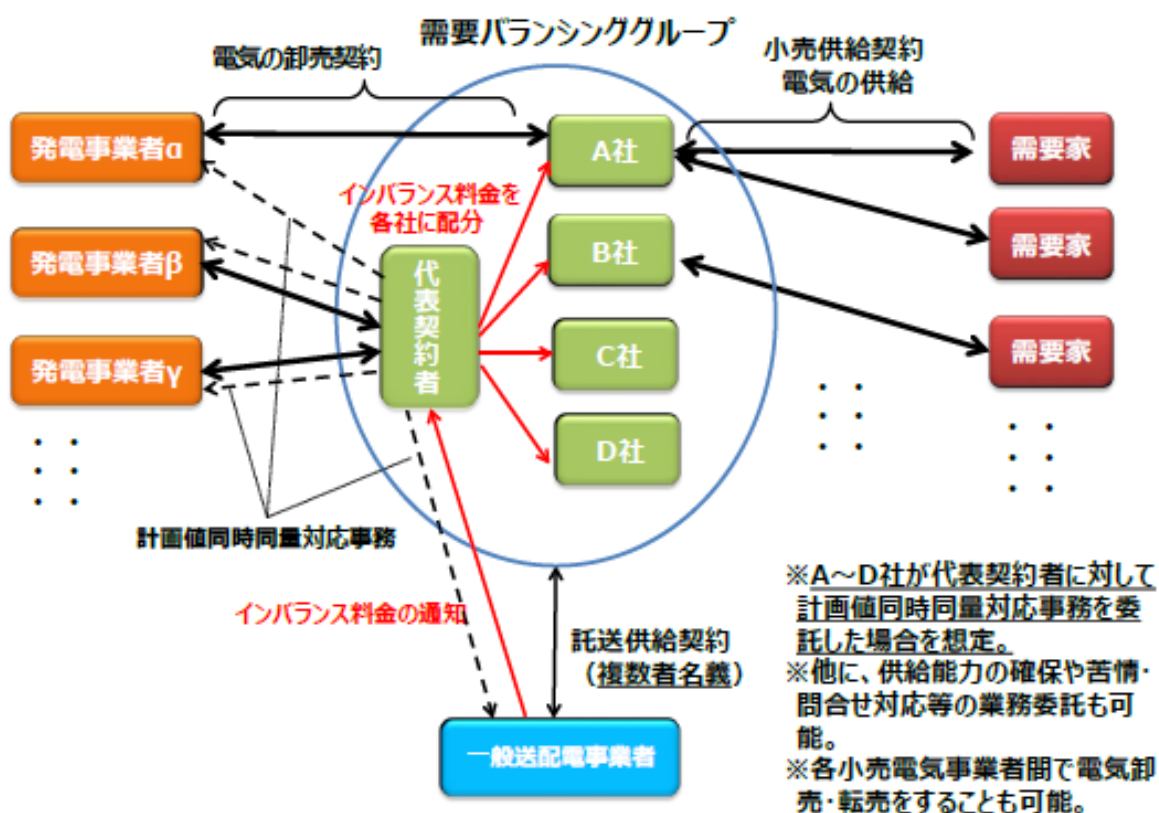 需要バランシンググループ
電気の卸売契約
小売供給契約
電気の供給
発電事業者α
発電事業者β
発電事業者γ
インバランス料金を
各社に配分
代表契約者
A社
B社
C社
D社
需要家
需要家
需要家
計画値同時同量対応事務
インバランス料金の通知
託送供給契約
（複数者名義）
一般送配電事業者
※A～D社が代表契約者に対して
計画値同時同量対応事務を委
託した場合を想定。
※他に、供給能力の確保や苦情・
問合せ対応等の業務委託も可
能。
※各小売電気事業者間で電気卸
売・転売をすることも可能。